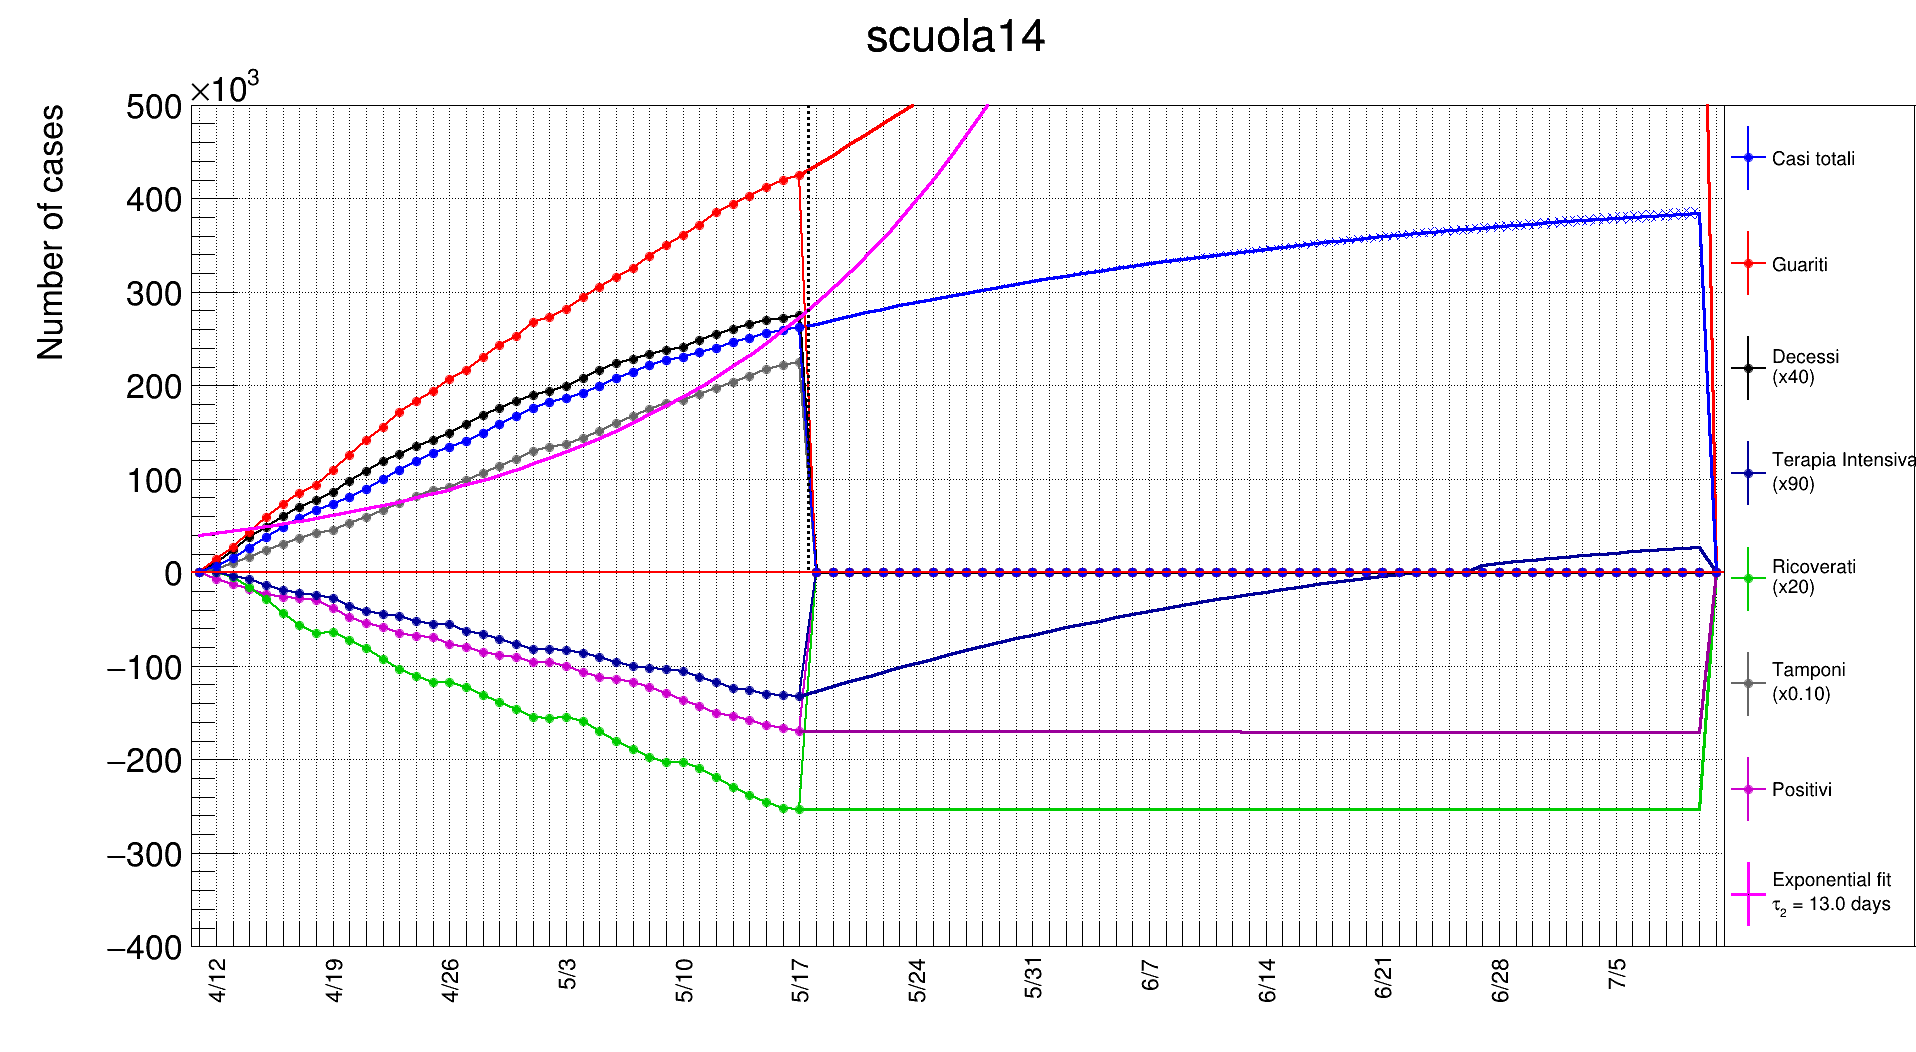 scuola14
×10³
Number of cases
500
400
300
200
100
0
−100
−200
−300
−400
4/12
4/19
4/26
5/3
5/10
5/17
5/24
5/31
6/7
6/14
6/21
6/28
7/5
Casi totali
Guariti
Decessi
(x40)
Terapia Intensiva
(x90)
Ricoverati
(x20)
Tamponi
(x0.10)
Positivi
Exponential fit
τ₂ = 13.0 days